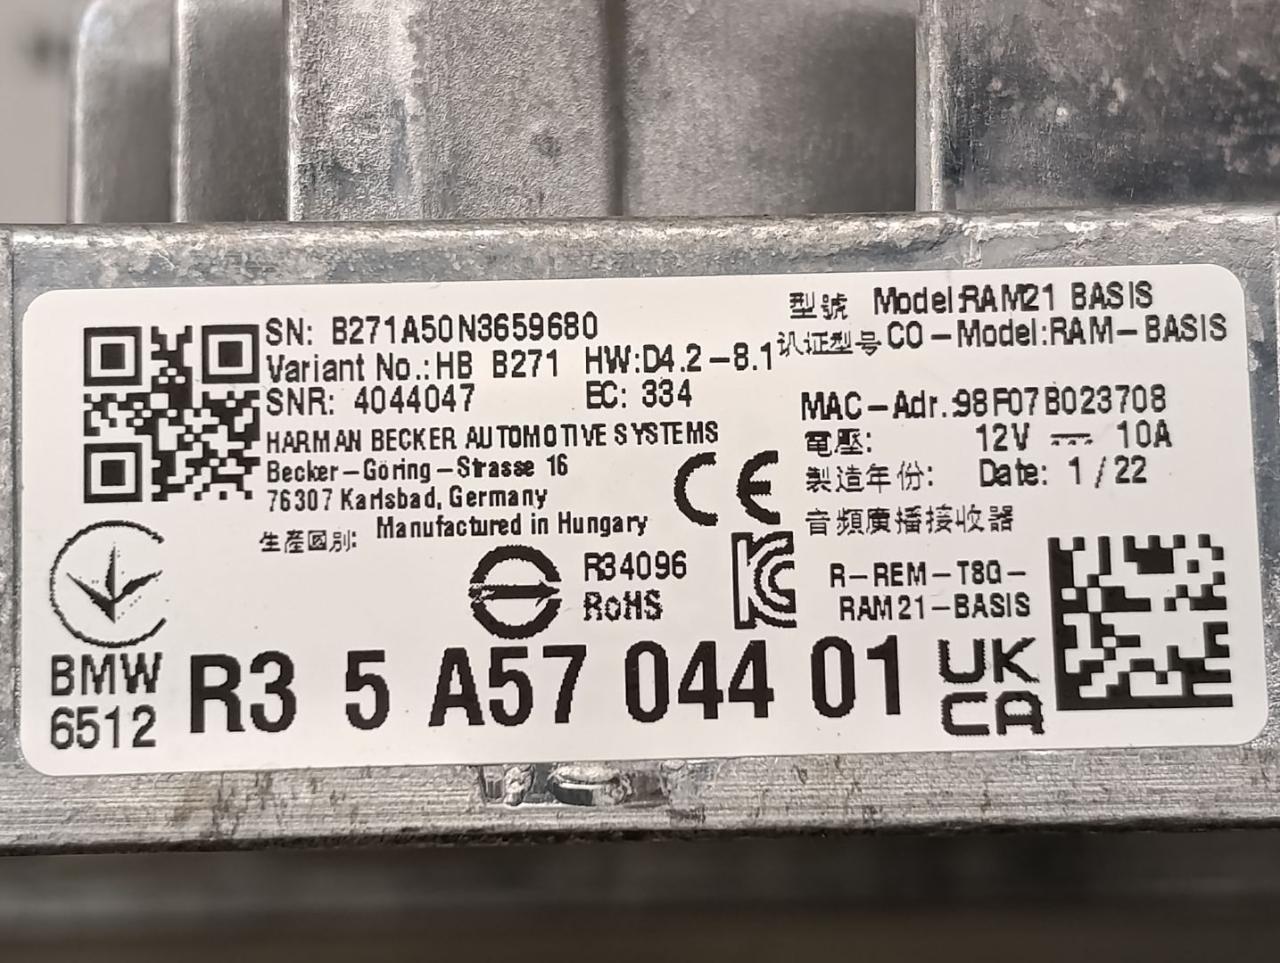 SN: B271A50N3659680
Variant No.:HB B271 HW:D4.2-8.1
SNR: 4044047 EC: 334
HARMAN BECKER AUTOMOTIVE SYSTEMS
Becker-Göring-Strasse 16
76307 Karlsbad, Germany
生產國別: Manufactured in Hungary
型號 Model:RAM21 BASIS
认证型号 CO-Model:RAM-BASIS
MAC-Adr.:98F07B023708
電壓: 12V ⎓ 10A
製造年份: Date: 1/22
音頻廣播接收器
CE
R34096
RoHS
KC
R-REM-T8Q-
RAM21-BASIS
BMW
6512
R3 5 A57 044 01
UK
CA